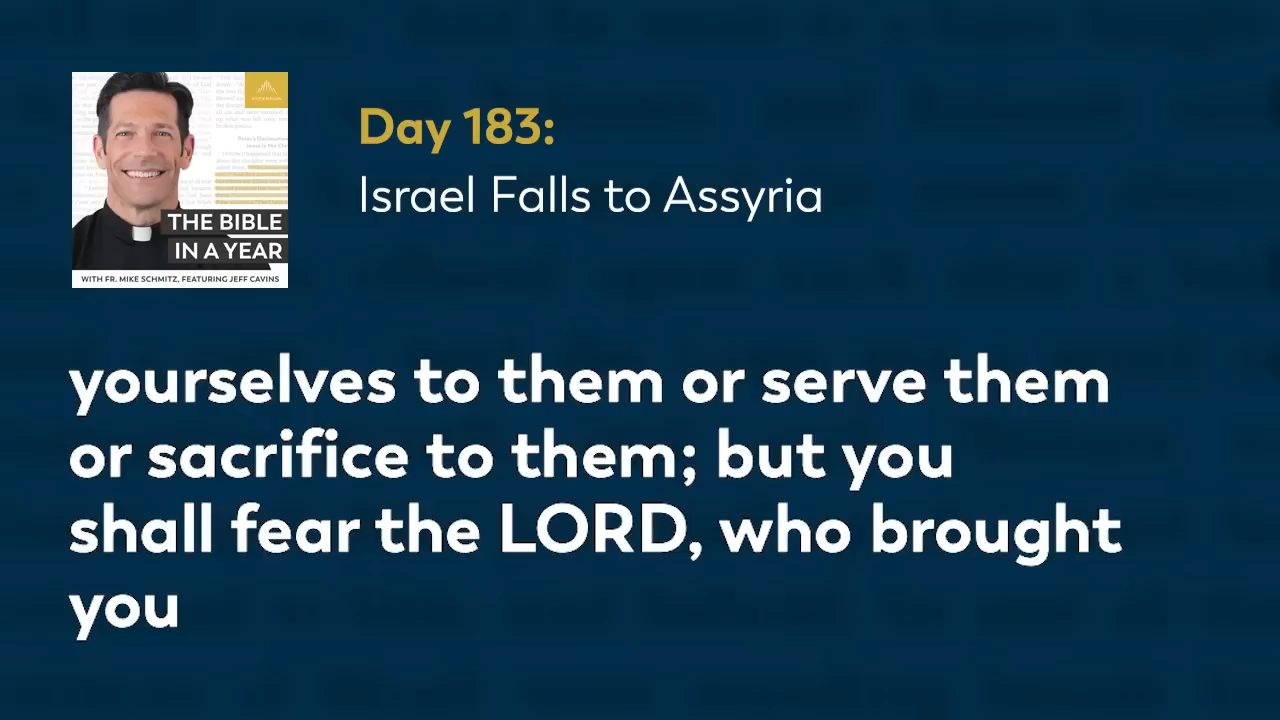 THE BIBLE
IN A YEAR
WITH FR. MIKE SCHMITZ, FEATURING JEFF CAVINS
Day 183:
Israel Falls to Assyria
yourselves to them or serve them
or sacrifice to them; but you
shall fear the LORD, who brought
you